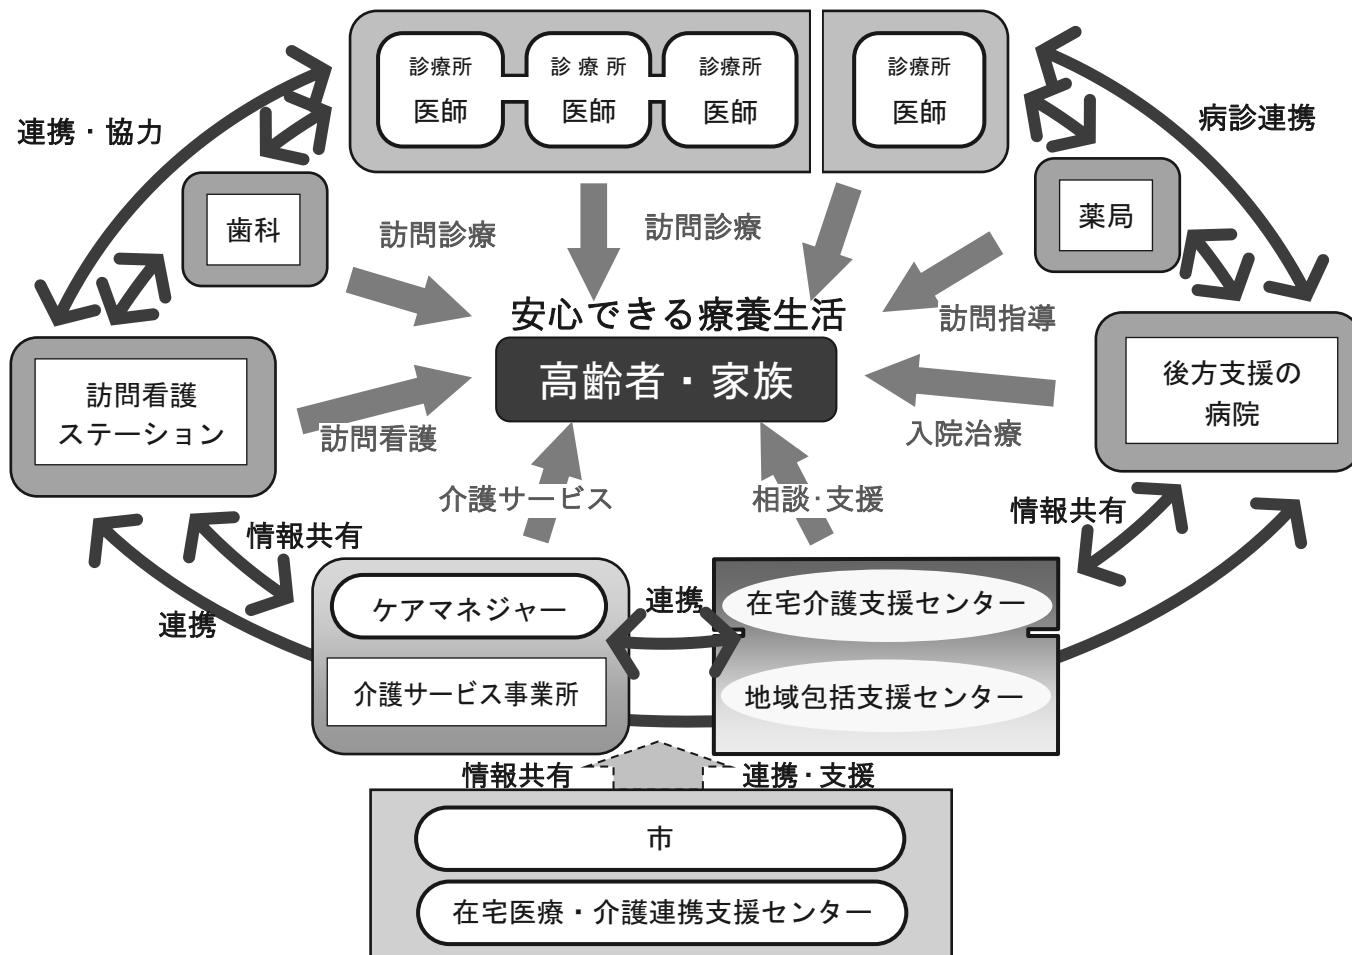 診療所
医師
診療所
医師
診療所
医師
診療所
医師
連携・協力
病診連携
歯科
薬局
訪問診療
訪問診療
安心できる療養生活
訪問指導
高齢者・家族
訪問看護
ステーション
後方支援の
病院
訪問看護
入院治療
介護サービス
相談・支援
情報共有
情報共有
連携
ケアマネジャー
連携
在宅介護支援センター
介護サービス事業所
地域包括支援センター
情報共有
連携・支援
市
在宅医療・介護連携支援センター